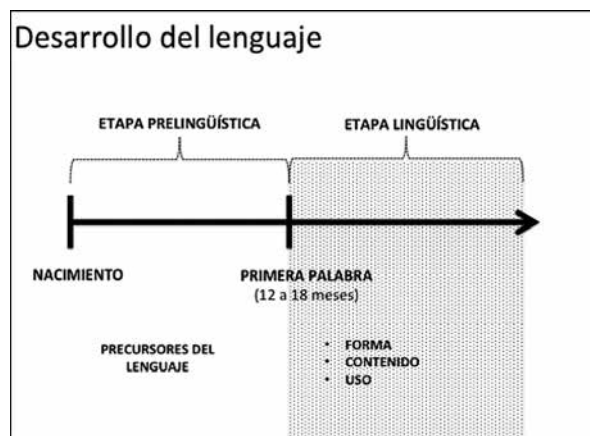 Desarrollo del lenguaje
ETAPA PRELINGÜÍSTICA
ETAPA LINGÜÍSTICA
NACIMIENTO
PRIMERA PALABRA
(12 a 18 meses)
PRECURSORES DEL
LENGUAJE
• FORMA
• CONTENIDO
• USO